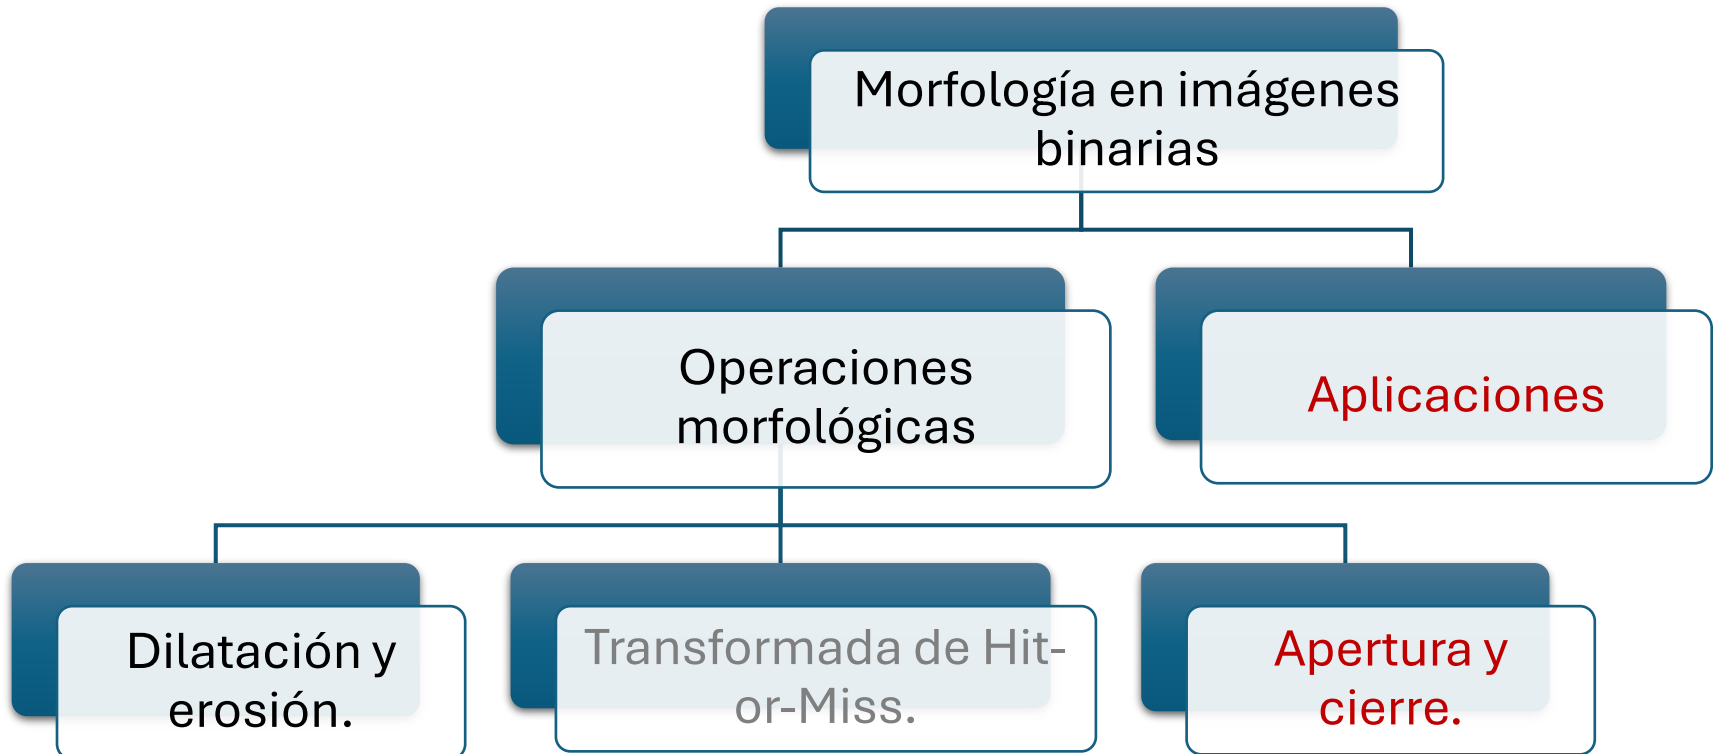 Morfología en imágenes
binarias
Operaciones
morfológicas
Aplicaciones
Dilatación y
erosión.
Transformada de Hit-
or-Miss.
Apertura y
cierre.